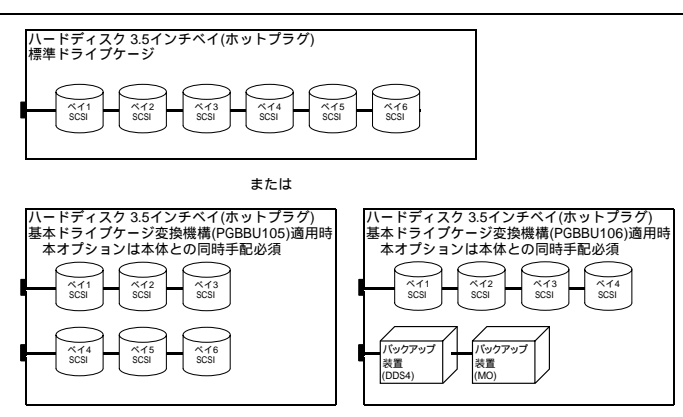 ハードディスク 3.5インチベイ(ホットプラグ)
標準ドライブケージ
ベイ1
SCSI
ベイ2
SCSI
ベイ3
SCSI
ベイ4
SCSI
ベイ5
SCSI
ベイ6
SCSI
または
ハードディスク 3.5インチベイ(ホットプラグ)
基本ドライブケージ変換機構(PGBBU105)適用時
本オプションは本体との同時手配必須
ベイ1
SCSI
ベイ2
SCSI
ベイ3
SCSI
ベイ4
SCSI
ベイ5
SCSI
ベイ6
SCSI
ハードディスク 3.5インチベイ(ホットプラグ)
基本ドライブケージ変換機構(PGBBU106)適用時
本オプションは本体との同時手配必須
ベイ1
SCSI
ベイ2
SCSI
ベイ3
SCSI
ベイ4
SCSI
バックアップ
装置
(DDS4)
バックアップ
装置
(MO)